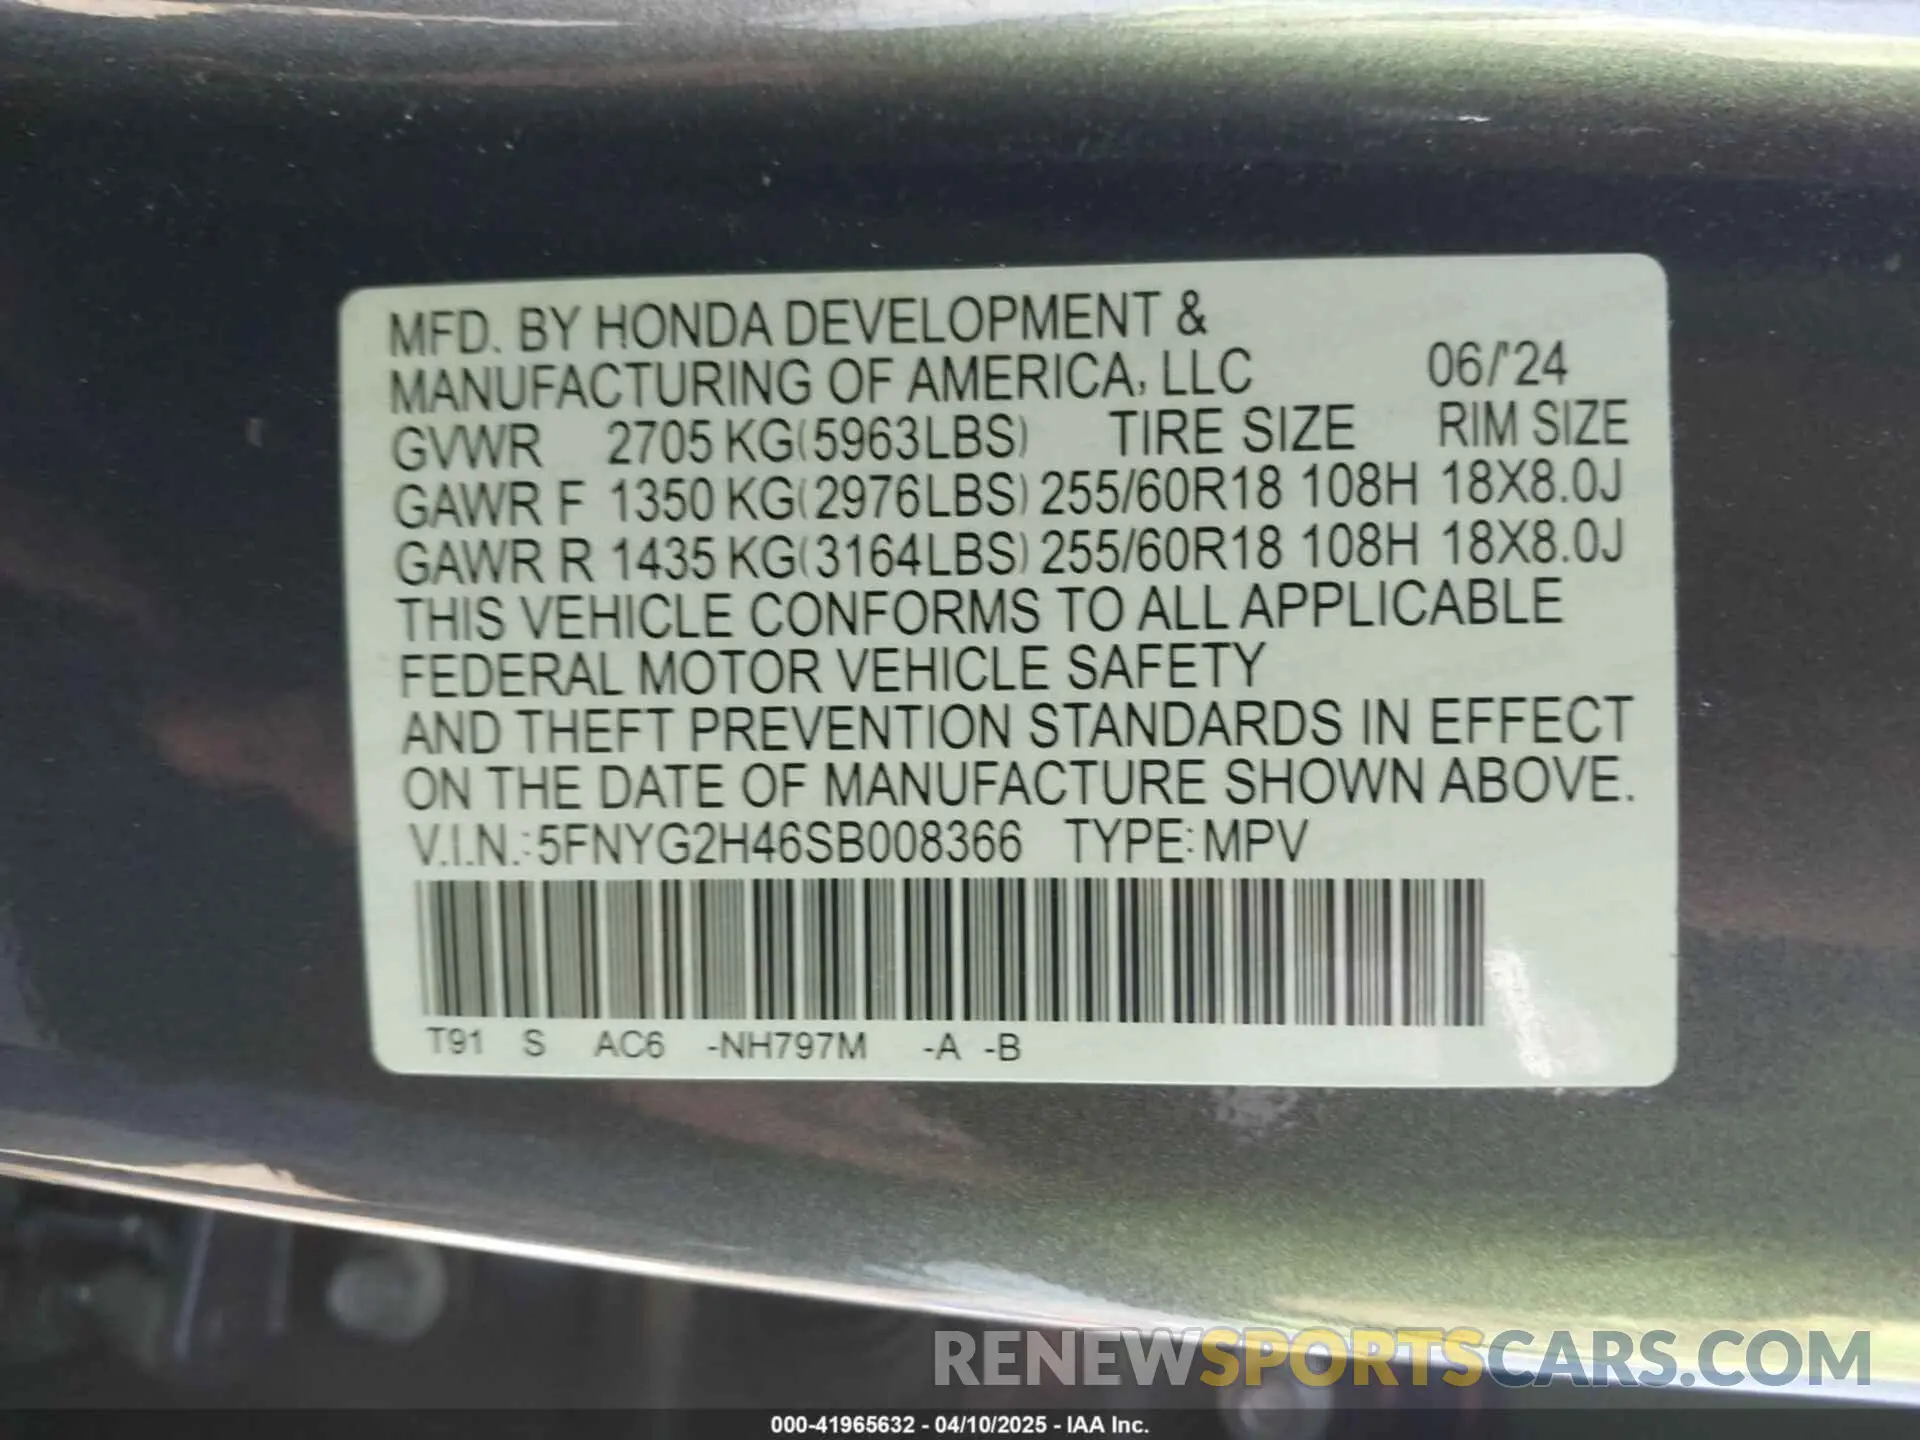 MFD. BY HONDA DEVELOPMENT &
MANUFACTURING OF AMERICA, LLC 06/'24
GVWR 2705 KG(5963LBS) TIRE SIZE RIM SIZE
GAWR F 1350 KG(2976LBS) 255/60R18 108H 18X8.0J
GAWR R 1435 KG(3164LBS) 255/60R18 108H 18X8.0J
THIS VEHICLE CONFORMS TO ALL APPLICABLE
FEDERAL MOTOR VEHICLE SAFETY
AND THEFT PREVENTION STANDARDS IN EFFECT
ON THE DATE OF MANUFACTURE SHOWN ABOVE.
V.I.N.: 5FNYG2H46SB008366 TYPE: MPV
T91 S AC6 -NH797M -A -B
RENEWSPORTSCARS.COM
000-41965632 - 04/10/2025 - IAA Inc.